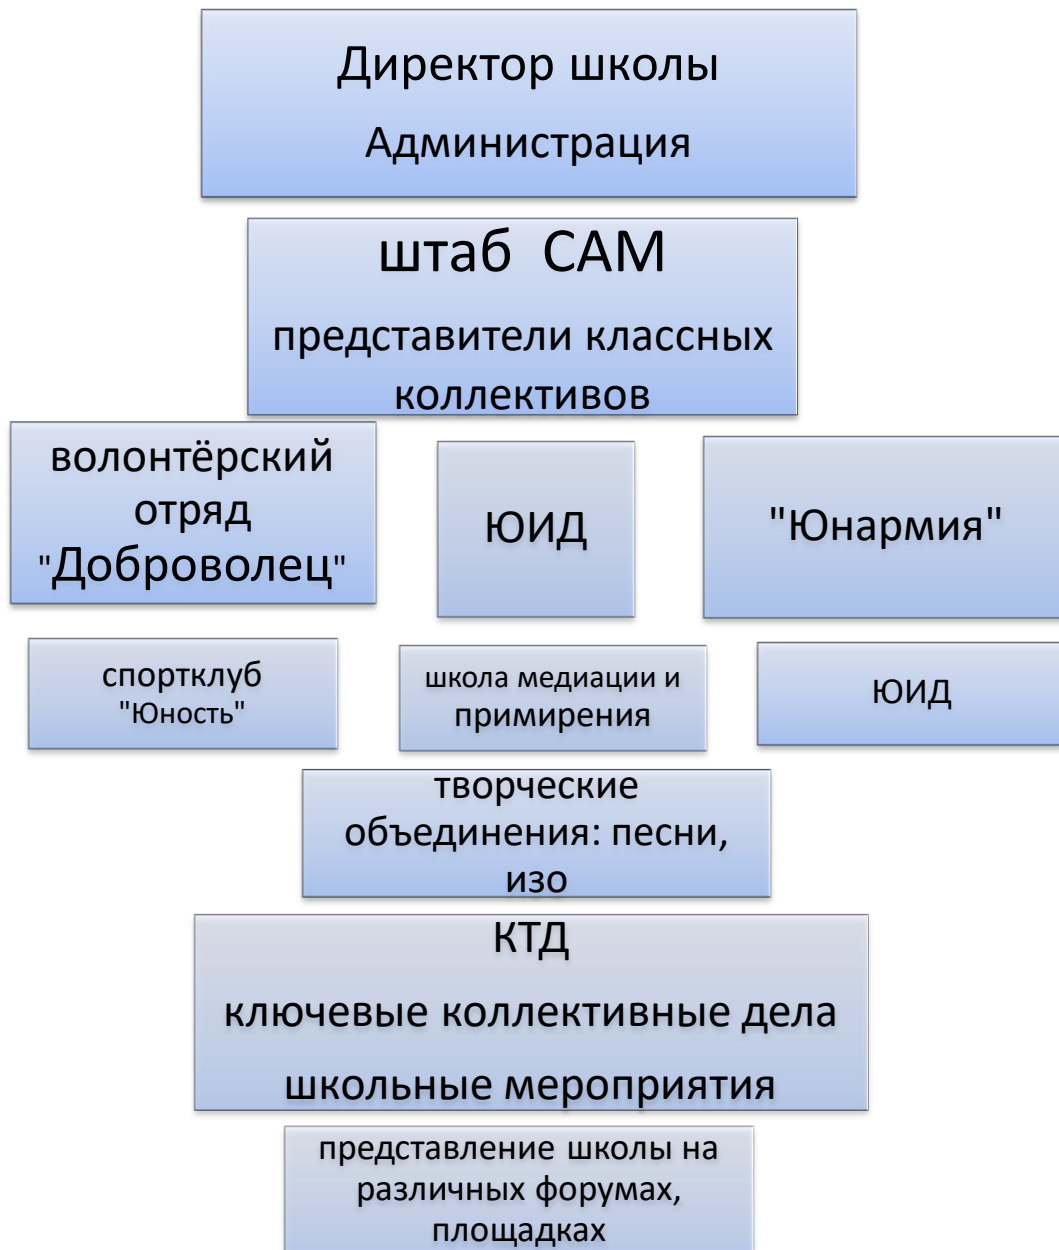 Директор школы
Администрация
штаб САМ
представители классных
коллективов
волонтёрский
отряд
"Доброволец"
ЮИД
"Юнармия"
спортклуб
"Юность"
школа медиации и
примирения
ЮИД
творческие
объединения: песни,
изо
КТД
ключевые коллективные дела
школьные мероприятия
представление школы на
различных форумах,
площадках